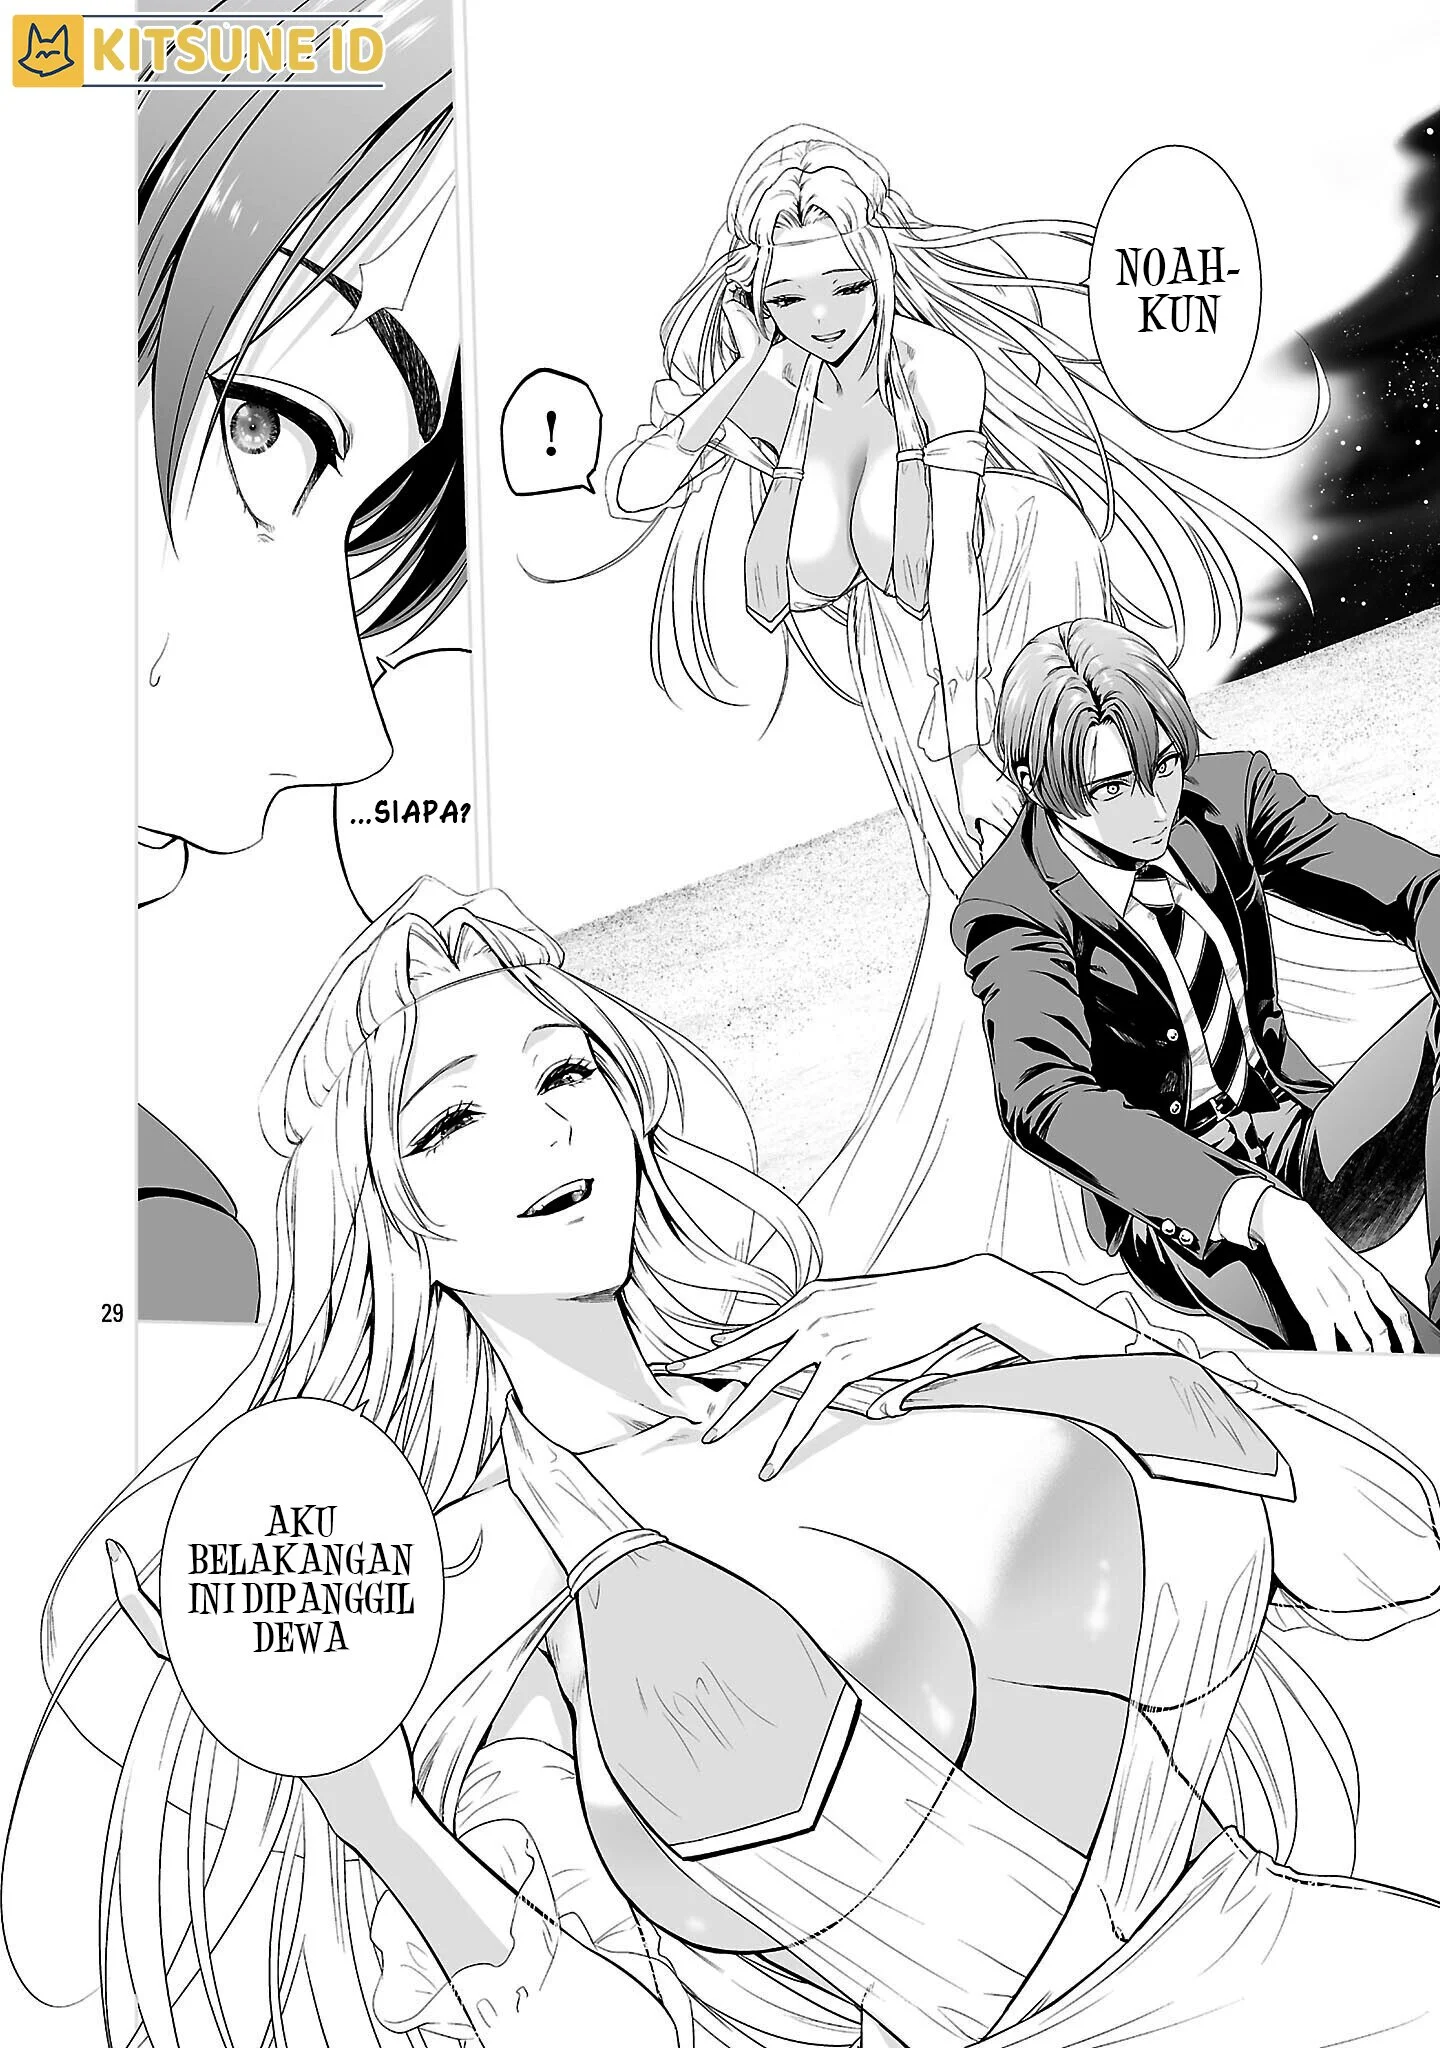 KITSUNE ID
NOAH-
KUN
!
...SIAPA?
29
AKU
BELAKANGAN
INI DIPANGGIL
DEWA